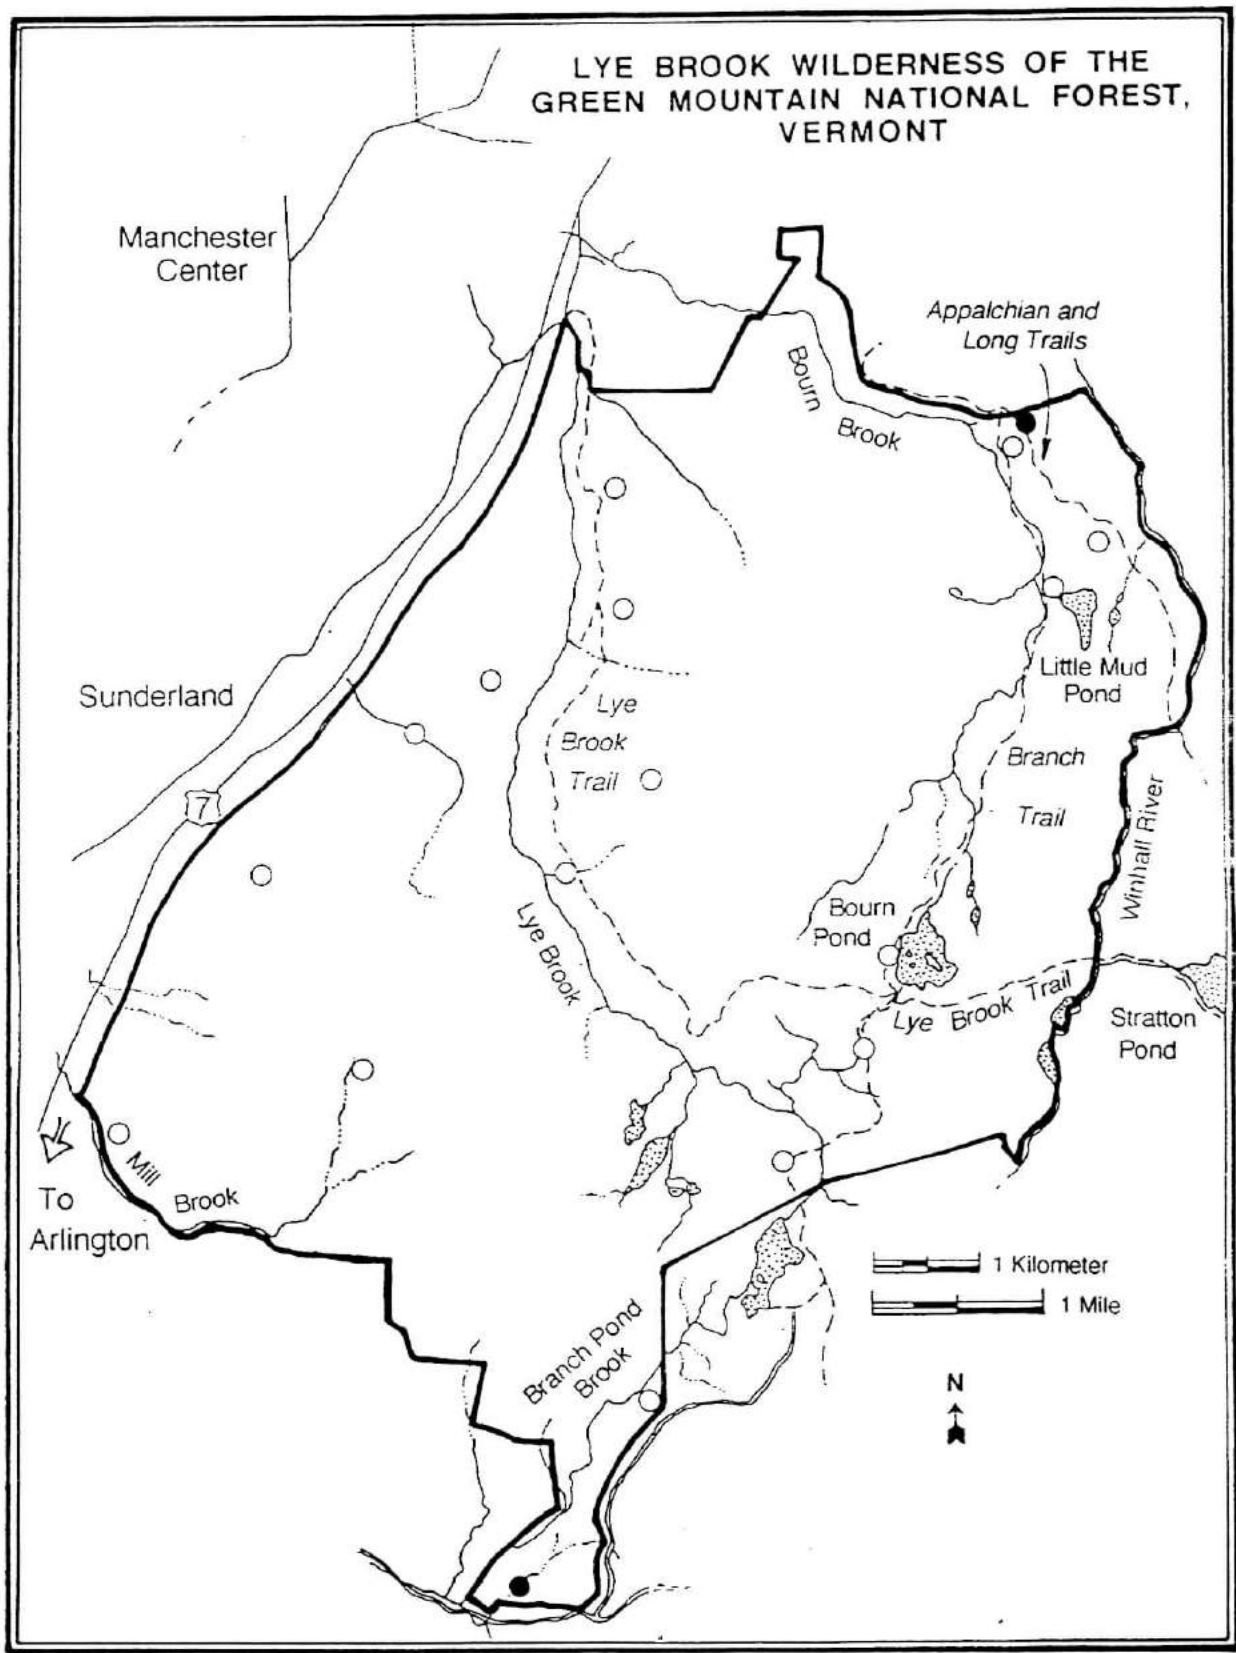 LYE BROOK WILDERNESS OF THE
GREEN MOUNTAIN NATIONAL FOREST,
VERMONT
Manchester
Center
Appalchian and
Long Trails
Bourn
Brook
Sunderland
Little Mud
Pond
Lye
Brook
Trail
Branch
Trail
7
Winhall River
Bourn
Pond
Lye Brook
Lye Brook Trail
Stratton
Pond
Mill
Brook
To
Arlington
1 Kilometer
1 Mile
Branch Pond
Brook
N